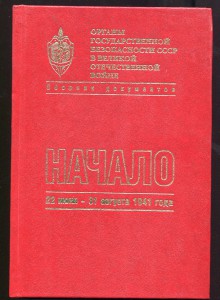 ОРГАНЫ
ГОСУДАРСТВЕННОЙ
БЕЗОПАСНОСТИ СССР
В ВЕЛИКОЙ
ОТЕЧЕСТВЕННОЙ
ВОЙНЕ
Сборник документов
НАЧАЛО
22 июня - 31 августа 1941 года